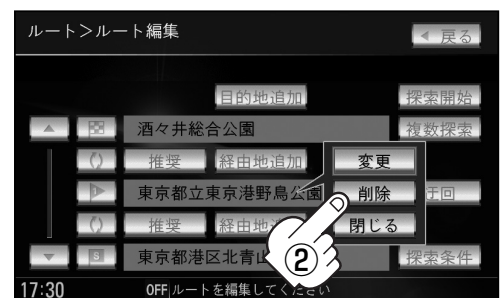 ルート＞ルート編集
戻る
目的地追加
探索開始
酒々井総合公園
複数探索
推奨 経由地追加
変更
東京都立東京港野鳥公園
削除
迂回
推奨 経由地
閉じる
S 東京都港区北青山
②
探索条件
17:30 OFF ルートを編集してください